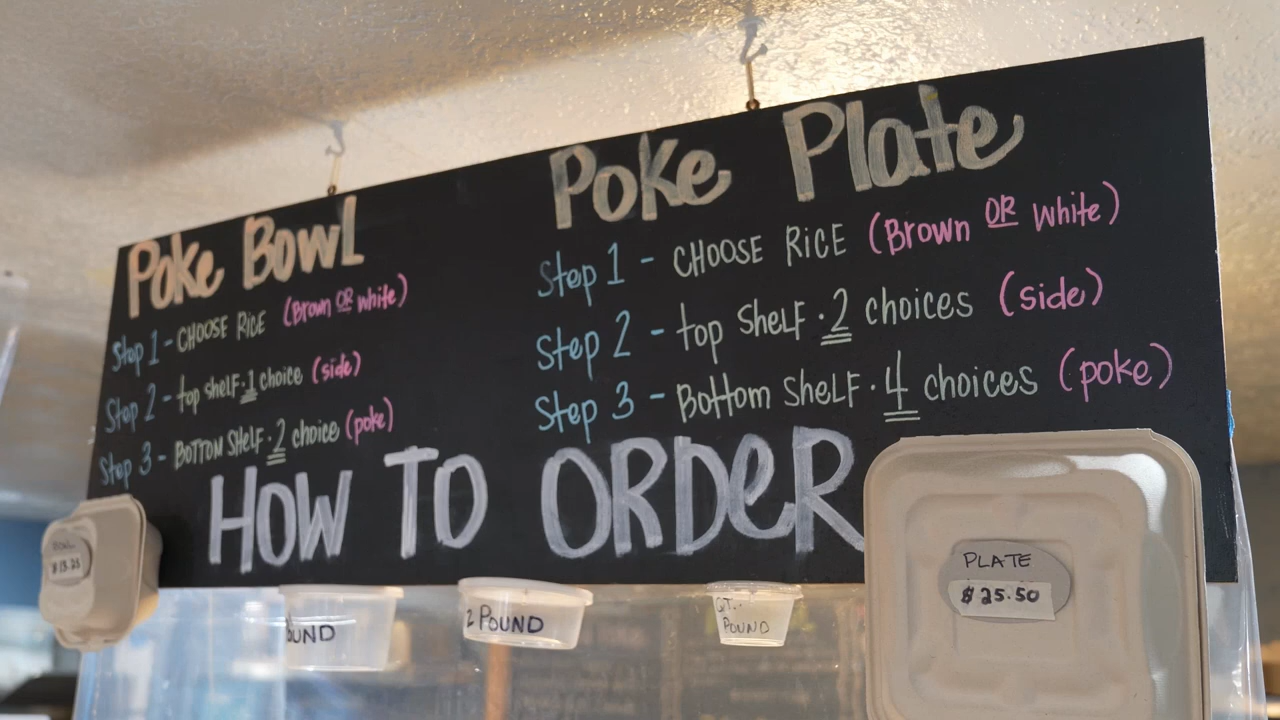 Poke Bowl
Step 1 - CHOOSE RiCE (Brown OR white)
Step 2 - top shelf · 1 choice (side)
Step 3 - BOTTOM SHELF · 2 choice (poke)
Poke Plate
Step 1 - CHOOSE RiCE (Brown OR white)
Step 2 - top SHELF · 2 choices (side)
Step 3 - Bottom SHELF · 4 choices (poke)
HOW TO ORDeR
BOWL
PLATE
$25.50
POUND
QT.
POUND